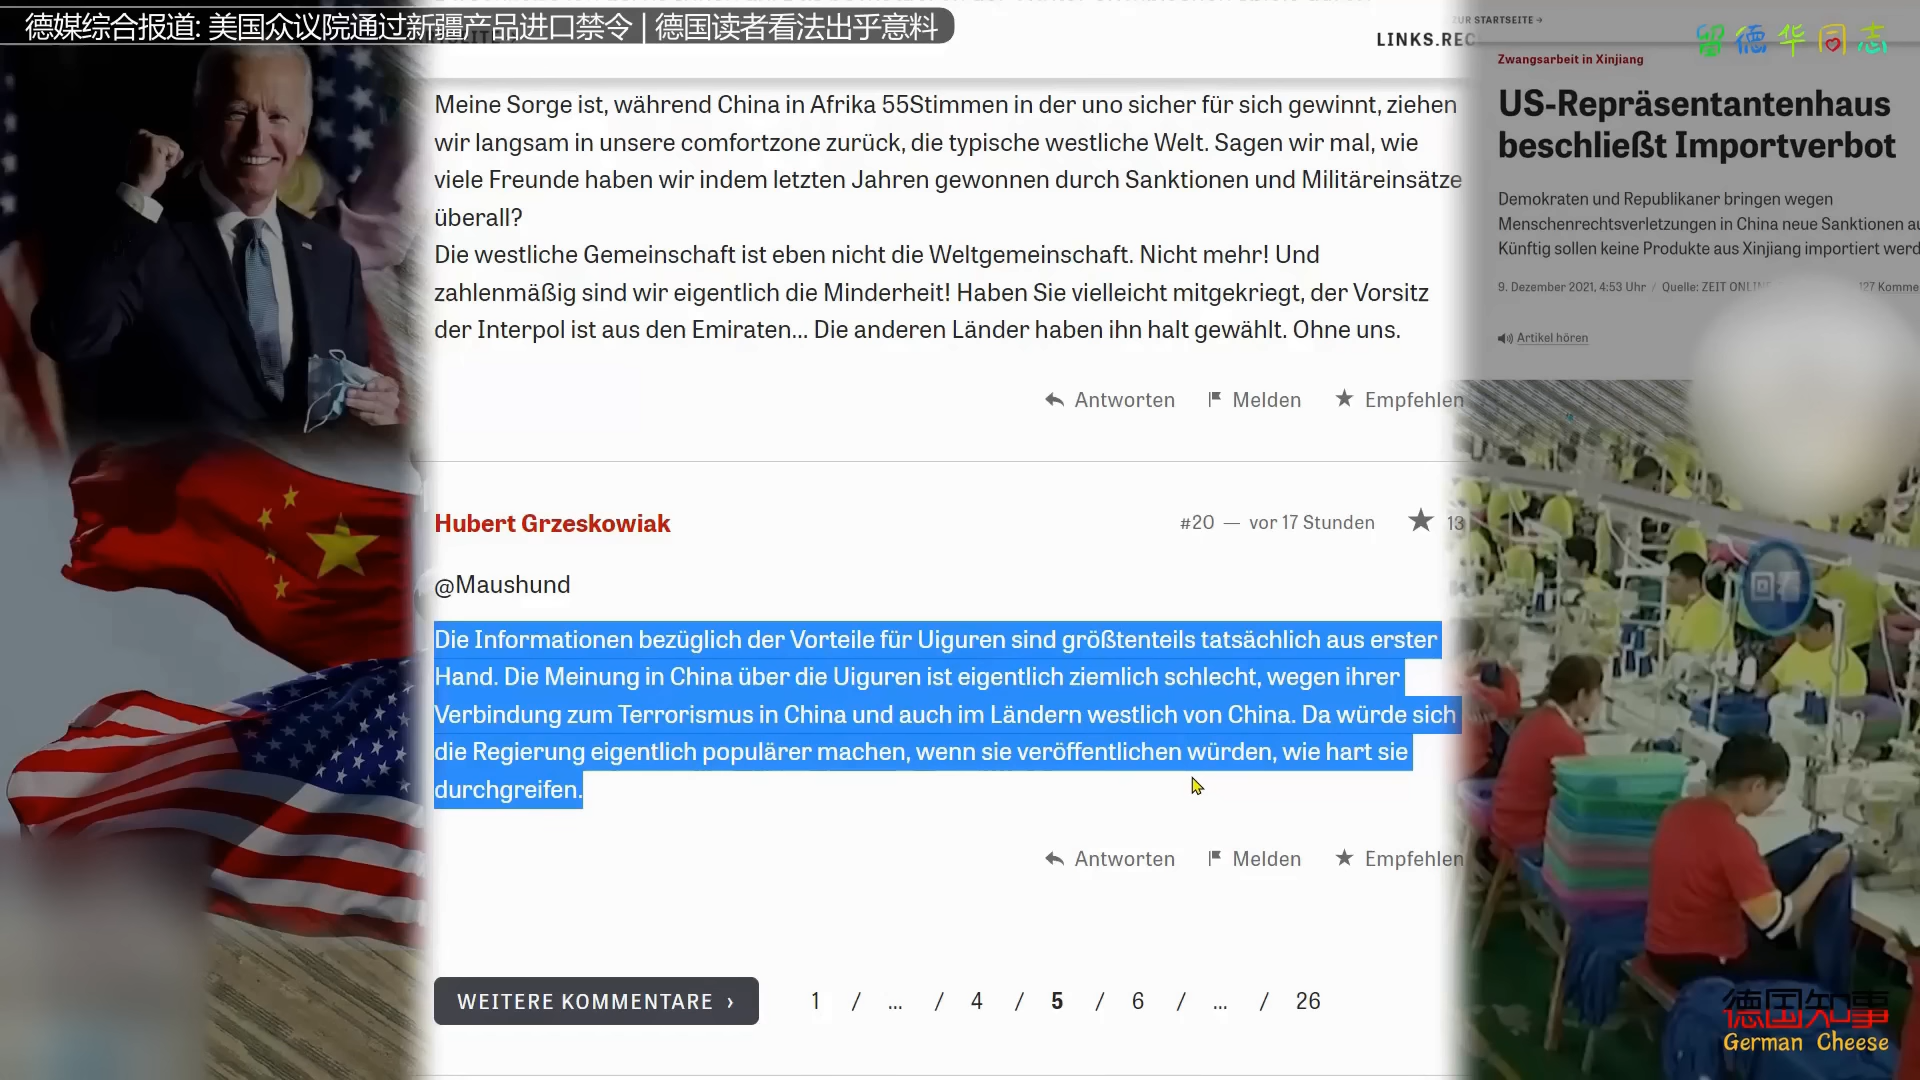 德媒综合报道: 美国众议院通过新疆产品进口禁令 | 德国读者看法出乎意料
LINKS.REC
ZUR STARTSEITE →
留德华同志
Zwangsarbeit in Xinjiang
US-Repräsentantenhaus
beschließt Importverbot
Demokraten und Republikaner bringen wegen
Menschenrechtsverletzungen in China neue Sanktionen au
Künftig sollen keine Produkte aus Xinjiang importiert werd
9. Dezember 2021, 4:53 Uhr / Quelle: ZEIT ONLINE 127 Komme
Artikel hören
Meine Sorge ist, während China in Afrika 55Stimmen in der uno sicher für sich gewinnt, ziehen
wir langsam in unsere comfortzone zurück, die typische westliche Welt. Sagen wir mal, wie
viele Freunde haben wir indem letzten Jahren gewonnen durch Sanktionen und Militäreinsätze
überall?
Die westliche Gemeinschaft ist eben nicht die Weltgemeinschaft. Nicht mehr! Und
zahlenmäßig sind wir eigentlich die Minderheit! Haben Sie vielleicht mitgekriegt, der Vorsitz
der Interpol ist aus den Emiraten... Die anderen Länder haben ihn halt gewählt. Ohne uns.
Antworten Melden Empfehlen
Hubert Grzeskowiak #20 — vor 17 Stunden 13
@Maushund
Die Informationen bezüglich der Vorteile für Uiguren sind größtenteils tatsächlich aus erster
Hand. Die Meinung in China über die Uiguren ist eigentlich ziemlich schlecht, wegen ihrer
Verbindung zum Terrorismus in China und auch im Ländern westlich von China. Da würde sich
die Regierung eigentlich populärer machen, wenn sie veröffentlichen würden, wie hart sie
durchgreifen.
Antworten Melden Empfehlen
WEITERE KOMMENTARE › 1 / ... / 4 / 5 / 6 / ... / 26
德国知事
German Cheese